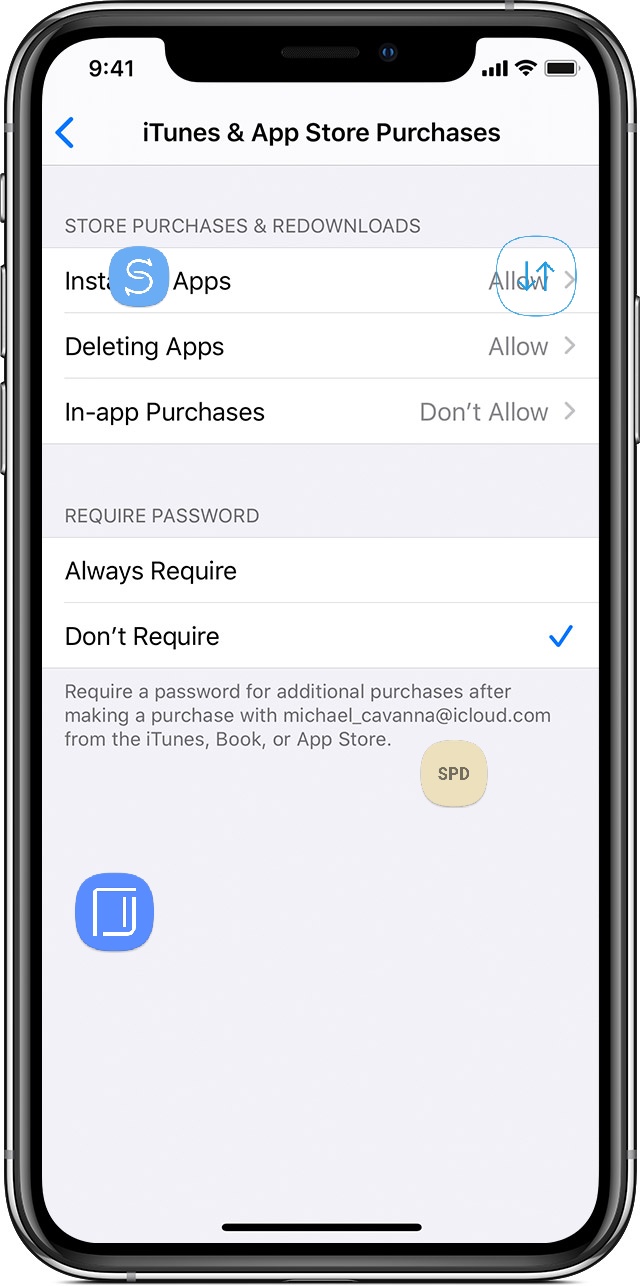 9:41
iTunes & App Store Purchases
STORE PURCHASES & REDOWNLOADS
Apps Allow
Deleting Apps Allow
In-app Purchases Don’t Allow
REQUIRE PASSWORD
Always Require
Don’t Require
Require a password for additional purchases after
making a purchase with michael_cavanna@icloud.com
from the iTunes, Book, or App Store.
SPD